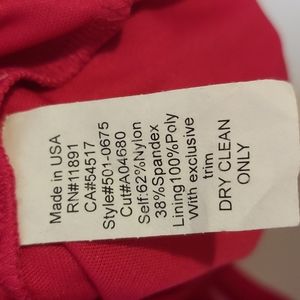 Made in USA
RN#11891
CA#54517
Style#501-0675
Cut#A04680
Self:62%Nylon
38%Spandex
Lining100%Poly
With exclusive
trim
DRY CLEAN
ONLY